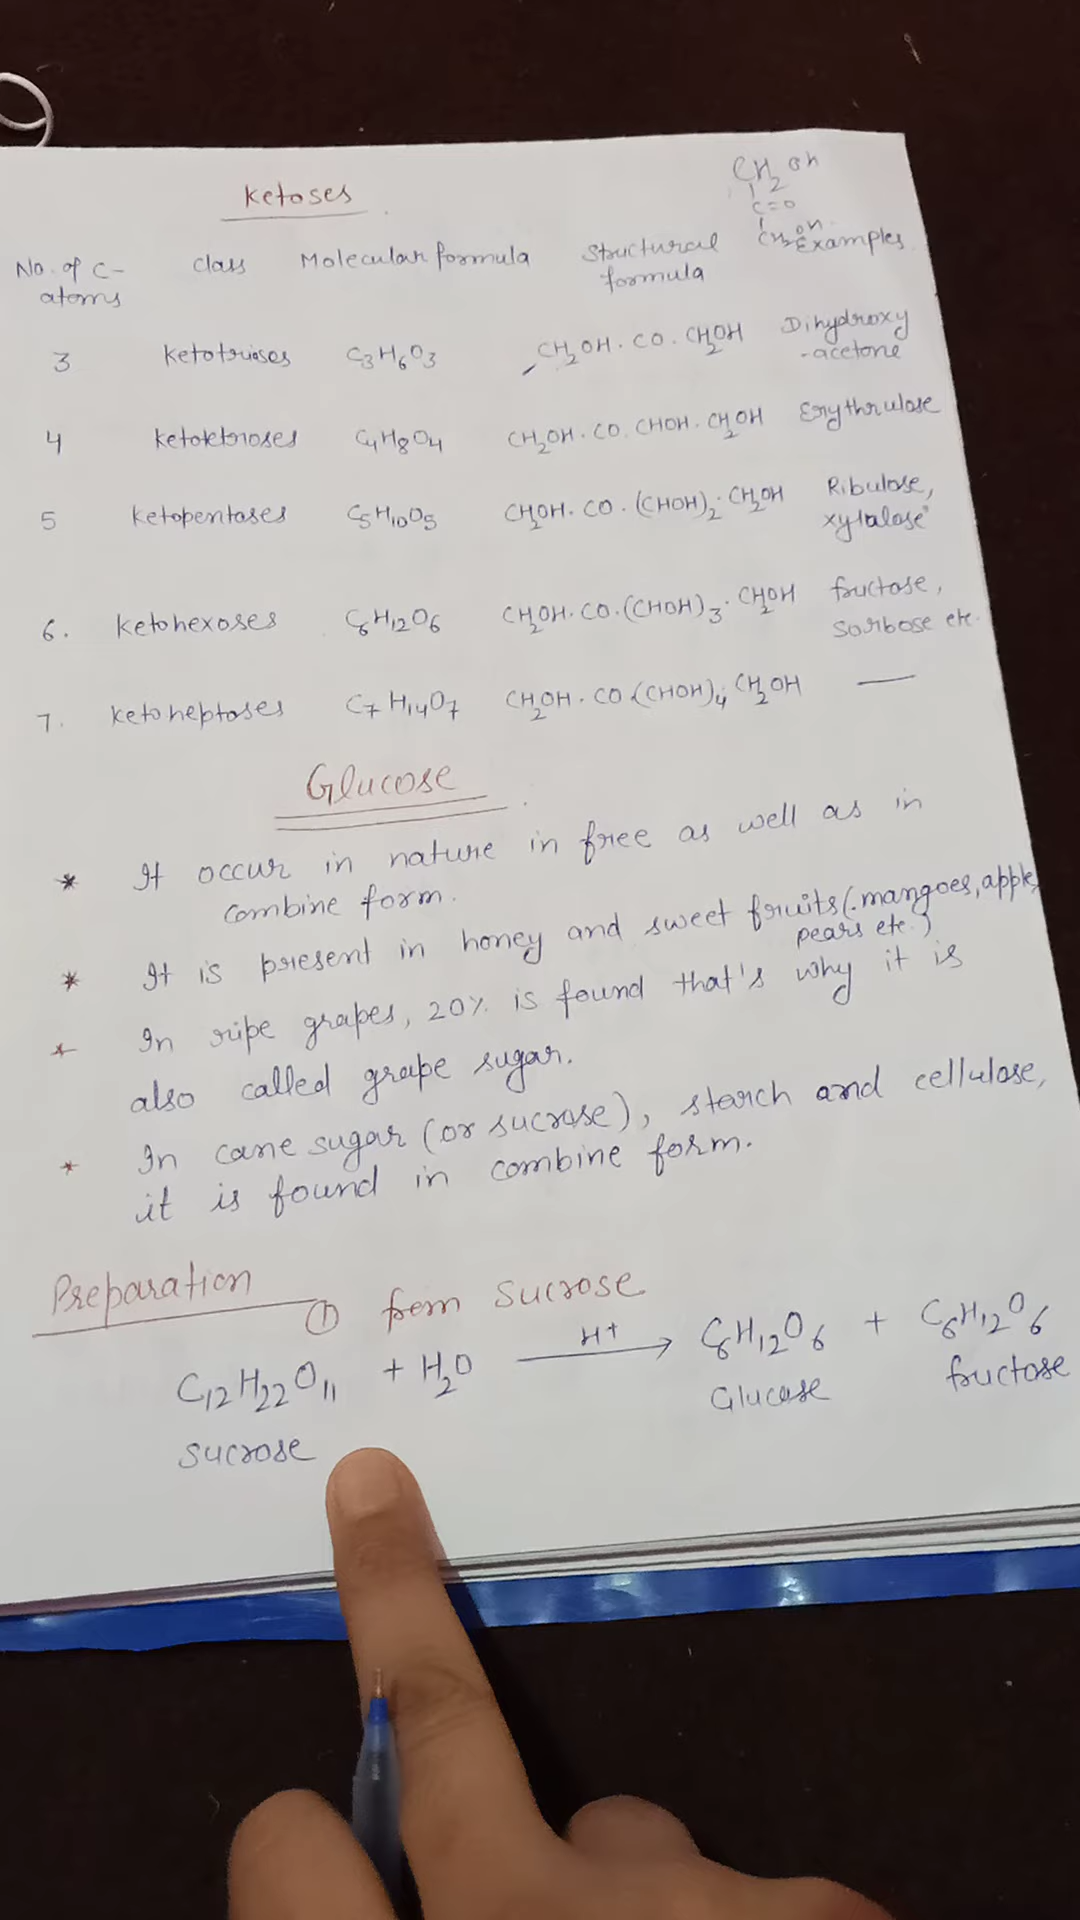 Ketoses
CH2OH
C=O
CH2OH
No. of C-atoms Class Molecular formula Structural formula Examples
3 Ketotrioses C3H6O3 CH2OH.CO.CH2OH Dihydroxy-acetone
4 Ketotetroses C4H8O4 CH2OH.CO.CHOH.CH2OH Erythrulose
5 Ketopentoses C5H10O5 CH2OH.CO.(CHOH)2.CH2OH Ribulose, xylulose
6. Ketohexoses C6H12O6 CH2OH.CO.(CHOH)3.CH2OH fructose, Sorbose etc.
7. Ketoheptoses C7H14O7 CH2OH.CO.(CHOH)4CH2OH —
Glucose
* It occur in nature in free as well as in
combine form.
* It is present in honey and sweet fruits (mangoes, apple,
pears etc.)
* In ripe grapes, 20% is found that's why it is
also called grape sugar.
* In cane sugar (or sucrose), starch and cellulose,
it is found in combine form.
Preparation
① from Sucrose
C12H22O11 + H2O H+→ C6H12O6 + C6H12O6
Sucrose Glucose fructose